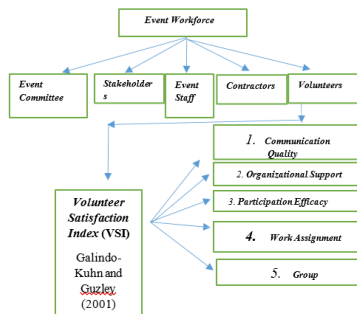 Event Workforce
Event
Committee
Stakeholder
s
Event
Staff
Contractors
Volunteers
1. Communication
Quality
2. Organizational Support
3. Participation Efficacy
4. Work Assignment
5. Group
Volunteer
Satisfaction
Index (VSI)
Galindo-
Kuhn and
Guzley
(2001)